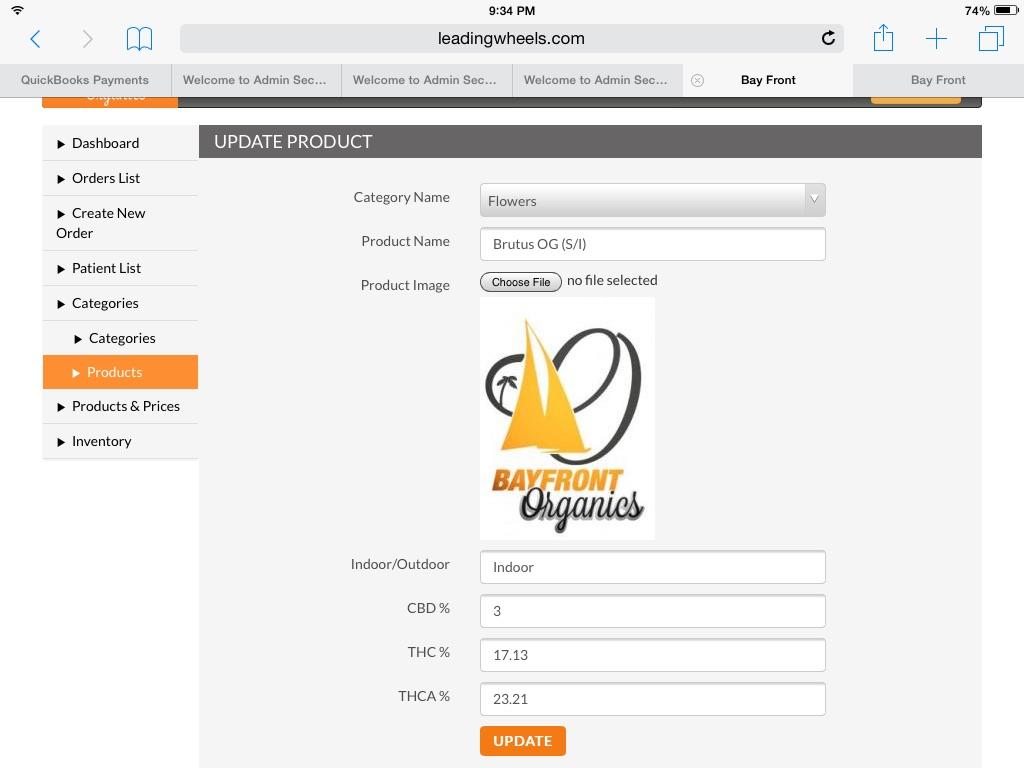 9:34 PM
74%
leadingwheels.com
QuickBooks Payments
Welcome to Admin Sec...
Welcome to Admin Sec...
Welcome to Admin Sec...
Bay Front
Bay Front
Dashboard
Orders List
Create New
Order
Patient List
Categories
Categories
Products
Products & Prices
Inventory
UPDATE PRODUCT
Category Name
Flowers
Product Name
Brutus OG (S/I)
Product Image
Choose File
no file selected
BAYFRONT
Organics
Indoor/Outdoor
Indoor
CBD %
3
THC %
17.13
THCA %
23.21
UPDATE